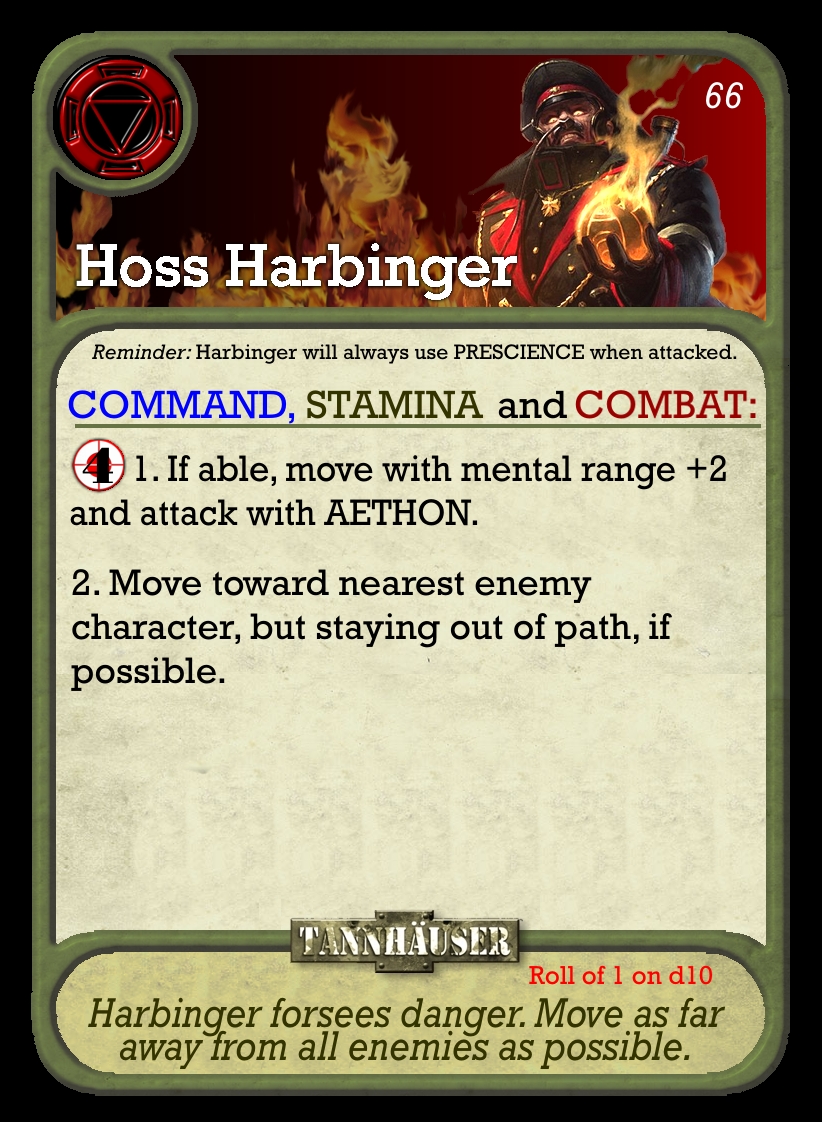 66
Hoss Harbinger
Reminder: Harbinger will always use PRESCIENCE when attacked.
COMMAND, STAMINA and COMBAT:
4 1. If able, move with mental range +2
and attack with AETHON.
2. Move toward nearest enemy
character, but staying out of path, if
possible.
TANNHÄUSER
Roll of 1 on d10
Harbinger forsees danger. Move as far
away from all enemies as possible.